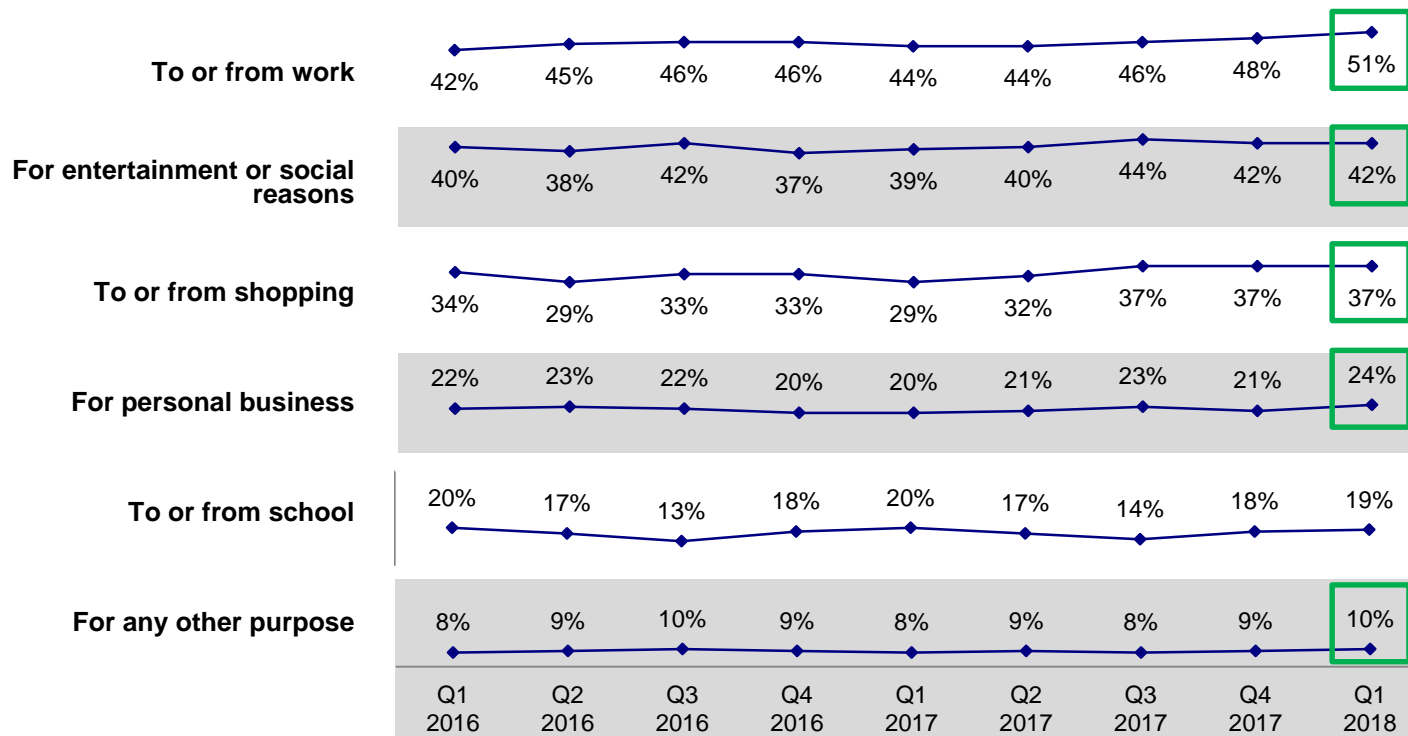 To or from work
42% 45% 46% 46% 44% 44% 46% 48% 51%
For entertainment or social
reasons
40% 38% 42% 37% 39% 40% 44% 42% 42%
To or from shopping
34% 29% 33% 33% 29% 32% 37% 37% 37%
For personal business
22% 23% 22% 20% 20% 21% 23% 21% 24%
To or from school
20% 17% 13% 18% 20% 17% 14% 18% 19%
For any other purpose
8% 9% 10% 9% 8% 9% 8% 9% 10%
Q1 Q2 Q3 Q4 Q1 Q2 Q3 Q4 Q1
2016 2016 2016 2016 2017 2017 2017 2017 2018